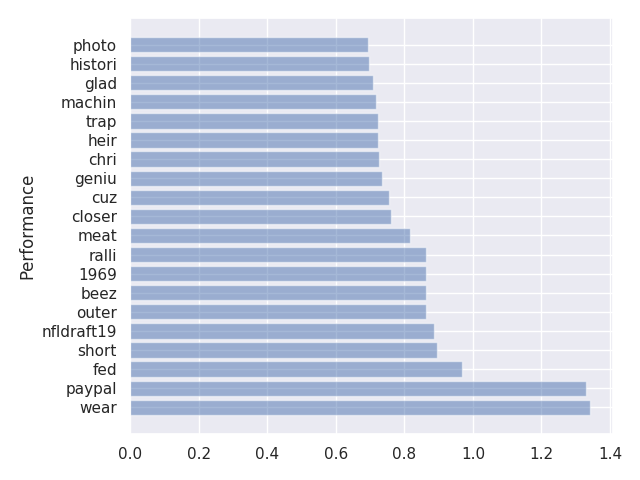 photo
histori
glad
machin
trap
heir
chri
geniu
cuz
closer
meat
ralli
1969
beez
outer
nfldraft19
short
fed
paypal
wear
Performance
0.0 0.2 0.4 0.6 0.8 1.0 1.2 1.4